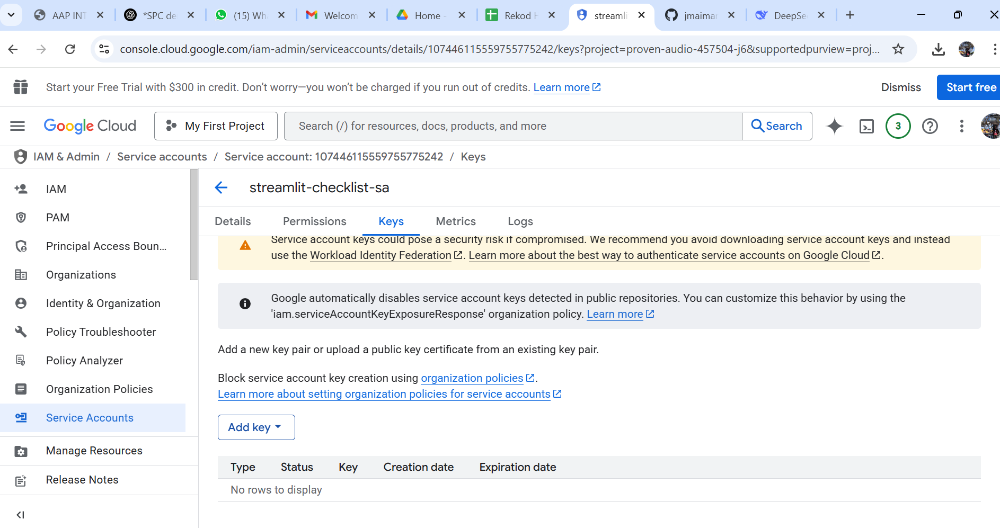 AAP INT
*SPC de
(15) Wha
Welcom
Home -
Rekod H
streamli
jmaimar
DeepSe
console.cloud.google.com/iam-admin/serviceaccounts/details/107446115559755775242/keys?project=proven-audio-457504-j6&supportedpurview=proj...
Start your Free Trial with $300 in credit. Don’t worry—you won’t be charged if you run out of credits. Learn more
Dismiss
Start free
Google Cloud
My First Project
Search (/) for resources, docs, products, and more
Search
3
IAM & Admin / Service accounts / Service account: 107446115559755775242 / Keys
IAM
PAM
Principal Access Boun...
Organizations
Identity & Organization
Policy Troubleshooter
Policy Analyzer
Organization Policies
Service Accounts
Manage Resources
Release Notes
streamlit-checklist-sa
Details
Permissions
Keys
Metrics
Logs
Service account keys could pose a security risk if compromised. We recommend you avoid downloading service account keys and instead
use the Workload Identity Federation. Learn more about the best way to authenticate service accounts on Google Cloud.
Google automatically disables service account keys detected in public repositories. You can customize this behavior by using the
'iam.serviceAccountKeyExposureResponse' organization policy. Learn more
Add a new key pair or upload a public key certificate from an existing key pair.
Block service account key creation using organization policies.
Learn more about setting organization policies for service accounts
Add key
Type Status Key Creation date Expiration date
No rows to display